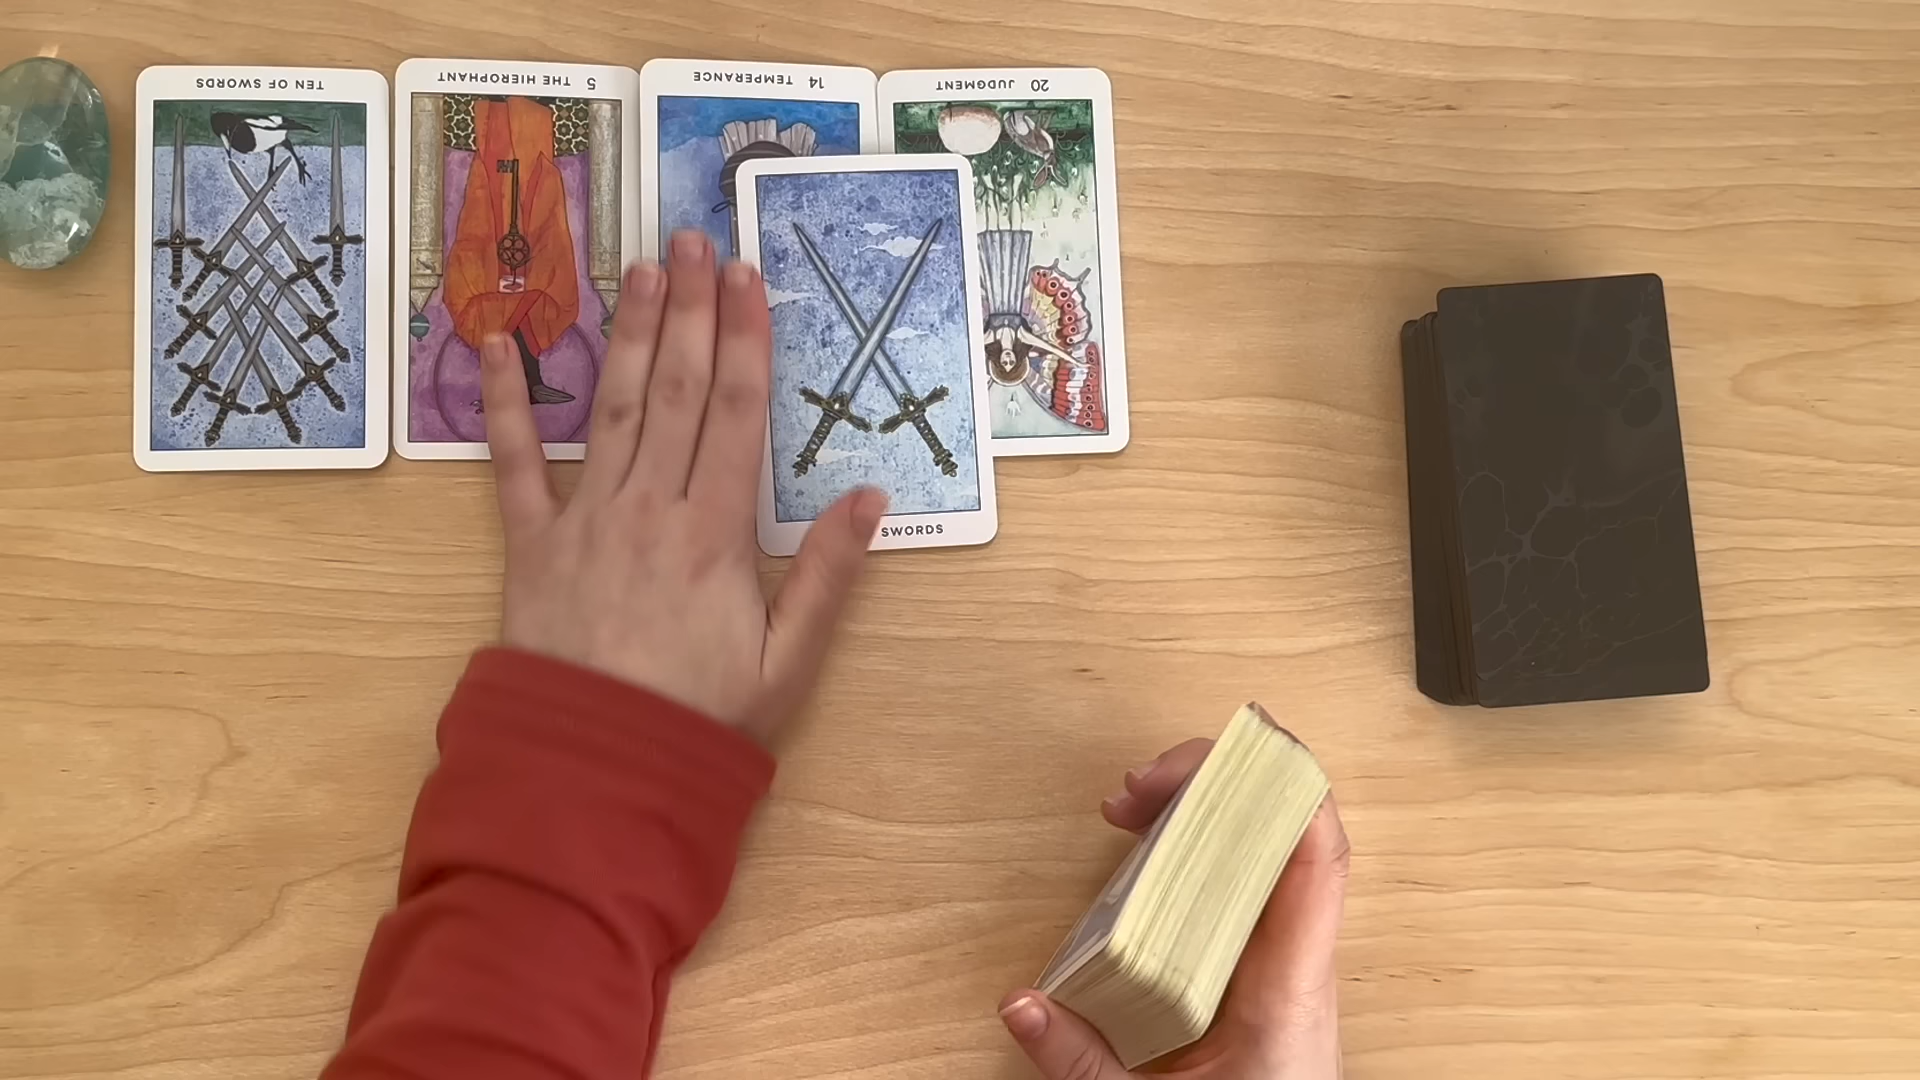 TEN OF SWORDS
5 THE HIEROPHANT
14 TEMPERANCE
20 JUDGMENT
SWORDS